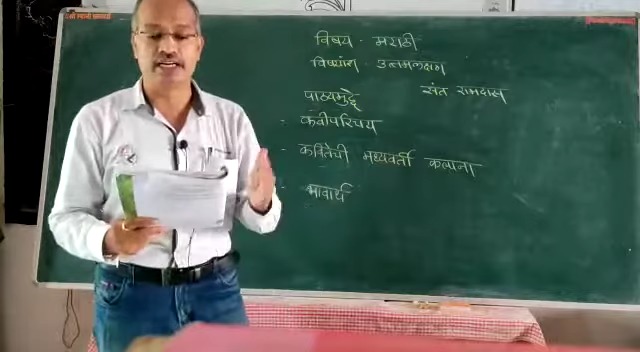 विषय - मराठी
विषयांश - उत्तमलक्षण
संत रामदास
पाठ्यमुद्दे
- कवीपरिचय
- कवितेची मध्यवर्ती कल्पना
- भावार्थ